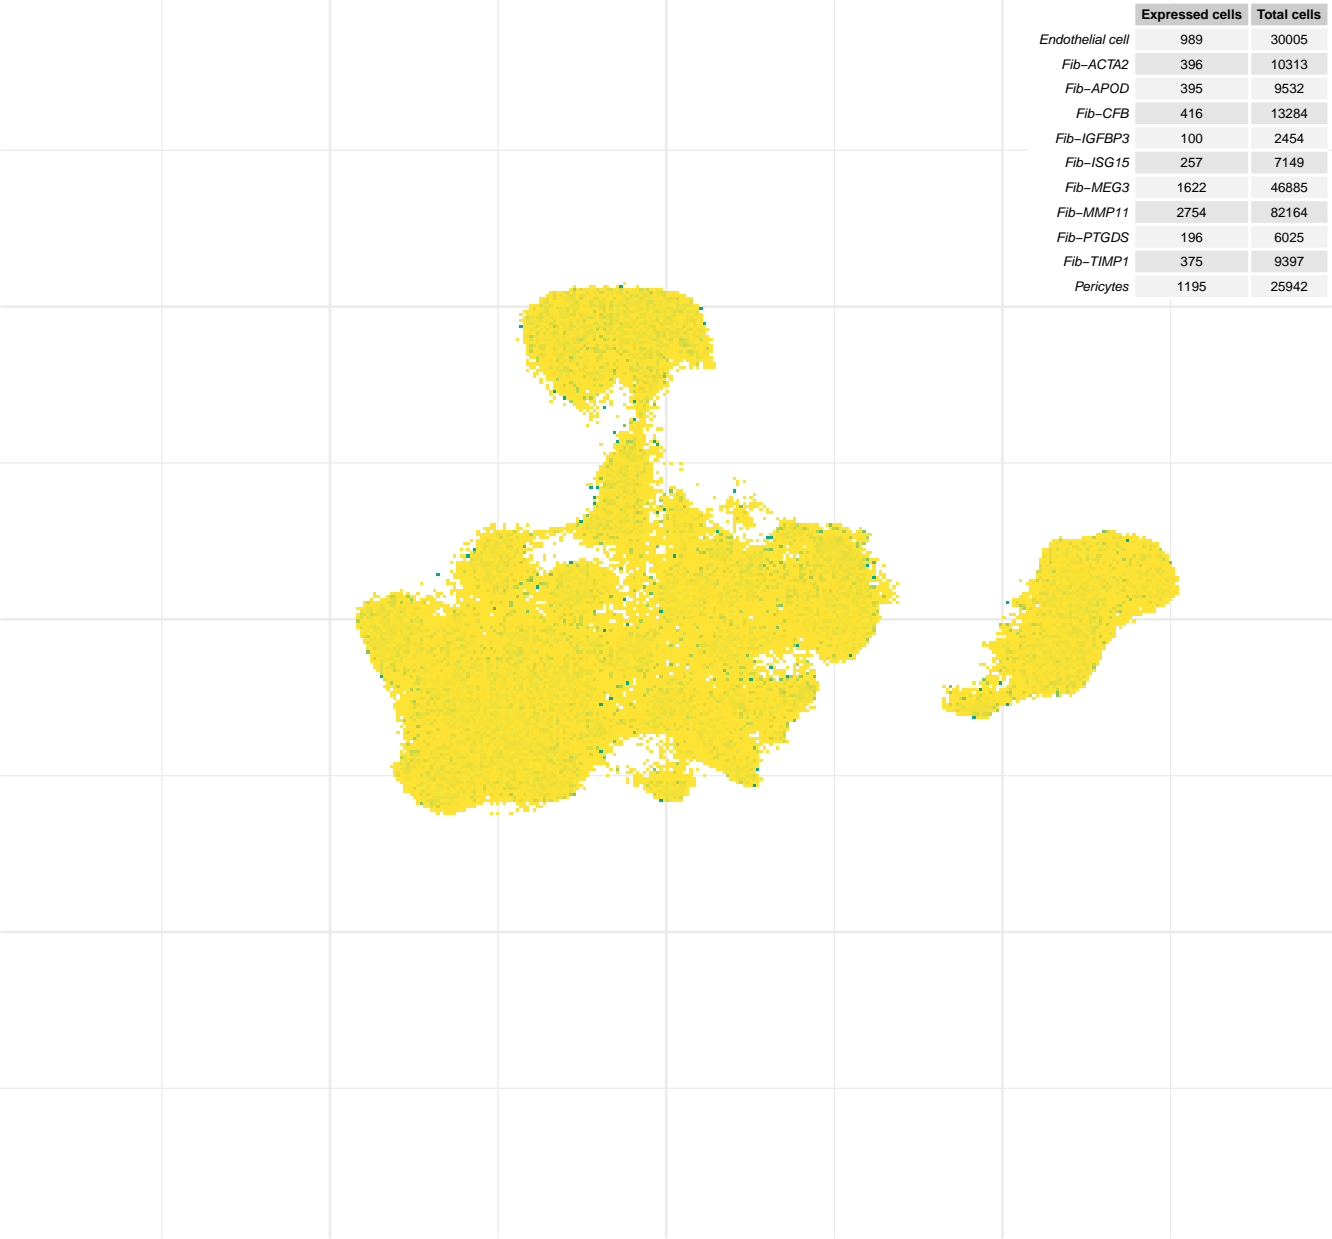 Expressed cells Total cells
Endothelial cell 989 30005
Fib−ACTA2 396 10313
Fib−APOD 395 9532
Fib−CFB 416 13284
Fib−IGFBP3 100 2454
Fib−ISG15 257 7149
Fib−MEG3 1622 46885
Fib−MMP11 2754 82164
Fib−PTGDS 196 6025
Fib−TIMP1 375 9397
Pericytes 1195 25942